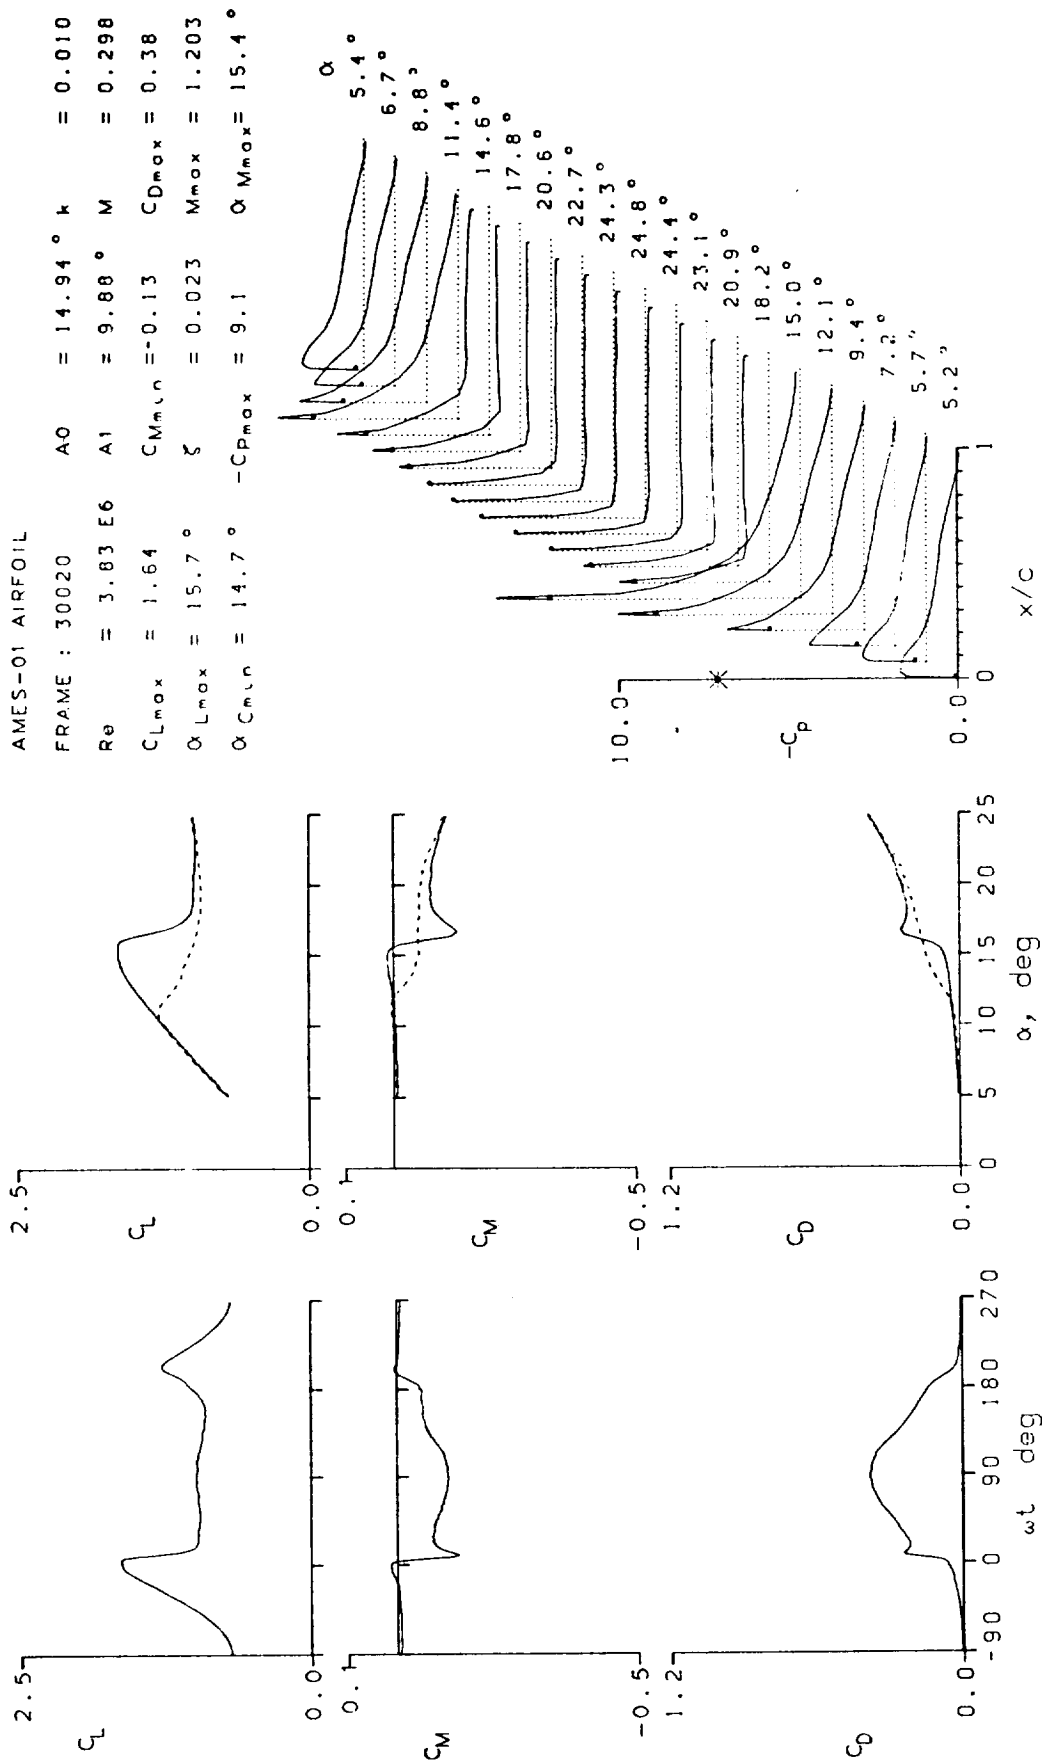 AMES-01 AIRFOIL
FRAME: 30020 A0 = 14.94° k = 0.010
Re = 3.83 E6 A1 = 9.88° M = 0.298
CLmax = 1.64 CMmin =-0.13 CDmax = 0.38
αLmax = 15.7° ζ = 0.023 Mmax = 1.203
αCmin = 14.7° -CPmax = 9.1 αMmax = 15.4°
2.5
CL
0.0
0.1
CM
-0.5
1.2
CD
0.0
-90 0 90 180 270
ωt deg
2.5
CL
0.0
0.1
CM
-0.5
1.2
CD
0.0
0 5 10 15 20 25
α, deg
10.0
-CP
0.0
0 1
x/c
α
5.4°
6.7°
8.8°
11.4°
14.6°
17.8°
20.6°
22.7°
24.3°
24.8°
24.4°
23.1°
20.9°
18.2°
15.0°
12.1°
9.4°
7.2°
5.7°
5.2°